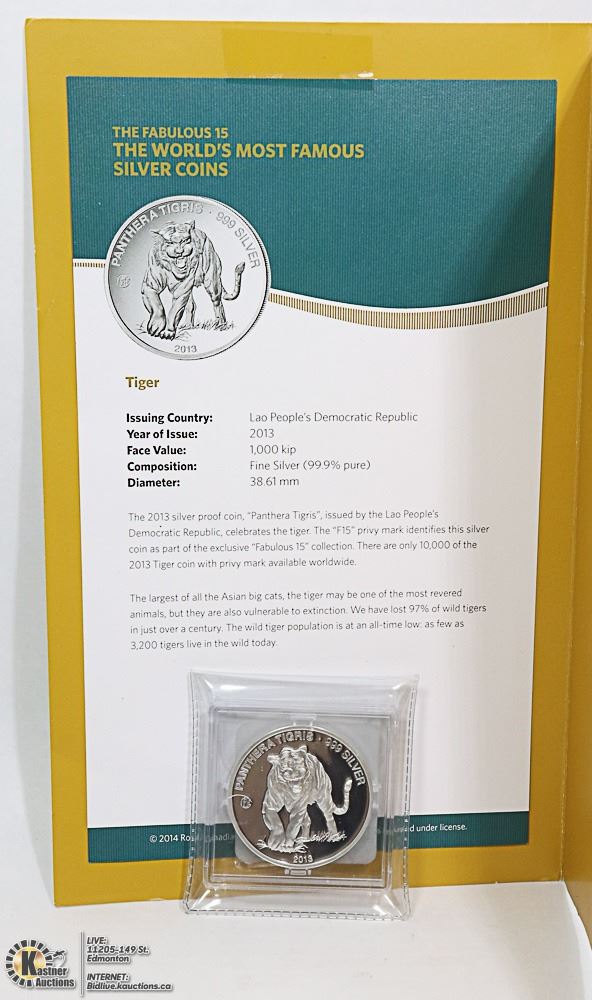 THE FABULOUS 15
THE WORLD'S MOST FAMOUS
SILVER COINS
PANTHERA TIGRIS · 999 SILVER
F15
2013
Tiger
Issuing Country: Lao People's Democratic Republic
Year of Issue: 2013
Face Value: 1,000 kip
Composition: Fine Silver (99.9% pure)
Diameter: 38.61 mm
The 2013 silver proof coin, "Panthera Tigris", issued by the Lao People's
Democratic Republic, celebrates the tiger. The "F15" privy mark identifies this silver
coin as part of the exclusive "Fabulous 15" collection. There are only 10,000 of the
2013 Tiger coin with privy mark available worldwide.
The largest of all the Asian big cats, the tiger may be one of the most revered
animals, but they are also vulnerable to extinction. We have lost 97% of wild tigers
in just over a century. The wild tiger population is at an all-time low: as few as
3,200 tigers live in the wild today.
PANTHERA TIGRIS · 999 SILVER
2013
© 2014 under license.
Kastner
Auctions
LIVE:
11205-149 St.
Edmonton
INTERNET:
Bidlive.kauctions.ca